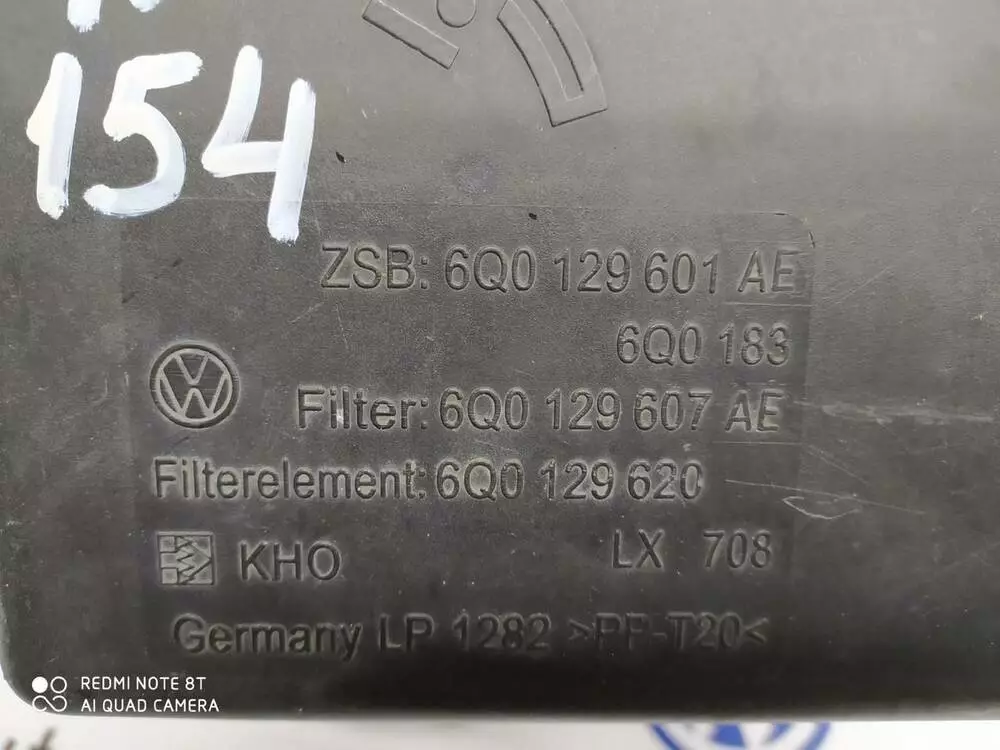 154
ZSB: 6Q0 129 601 AE
6Q0 183
Filter: 6Q0 129 607 AE
Filterelement: 6Q0 129 620
KHO LX 708
Germany LP 1282 >PF-T20<
REDMI NOTE 8T
AI QUAD CAMERA